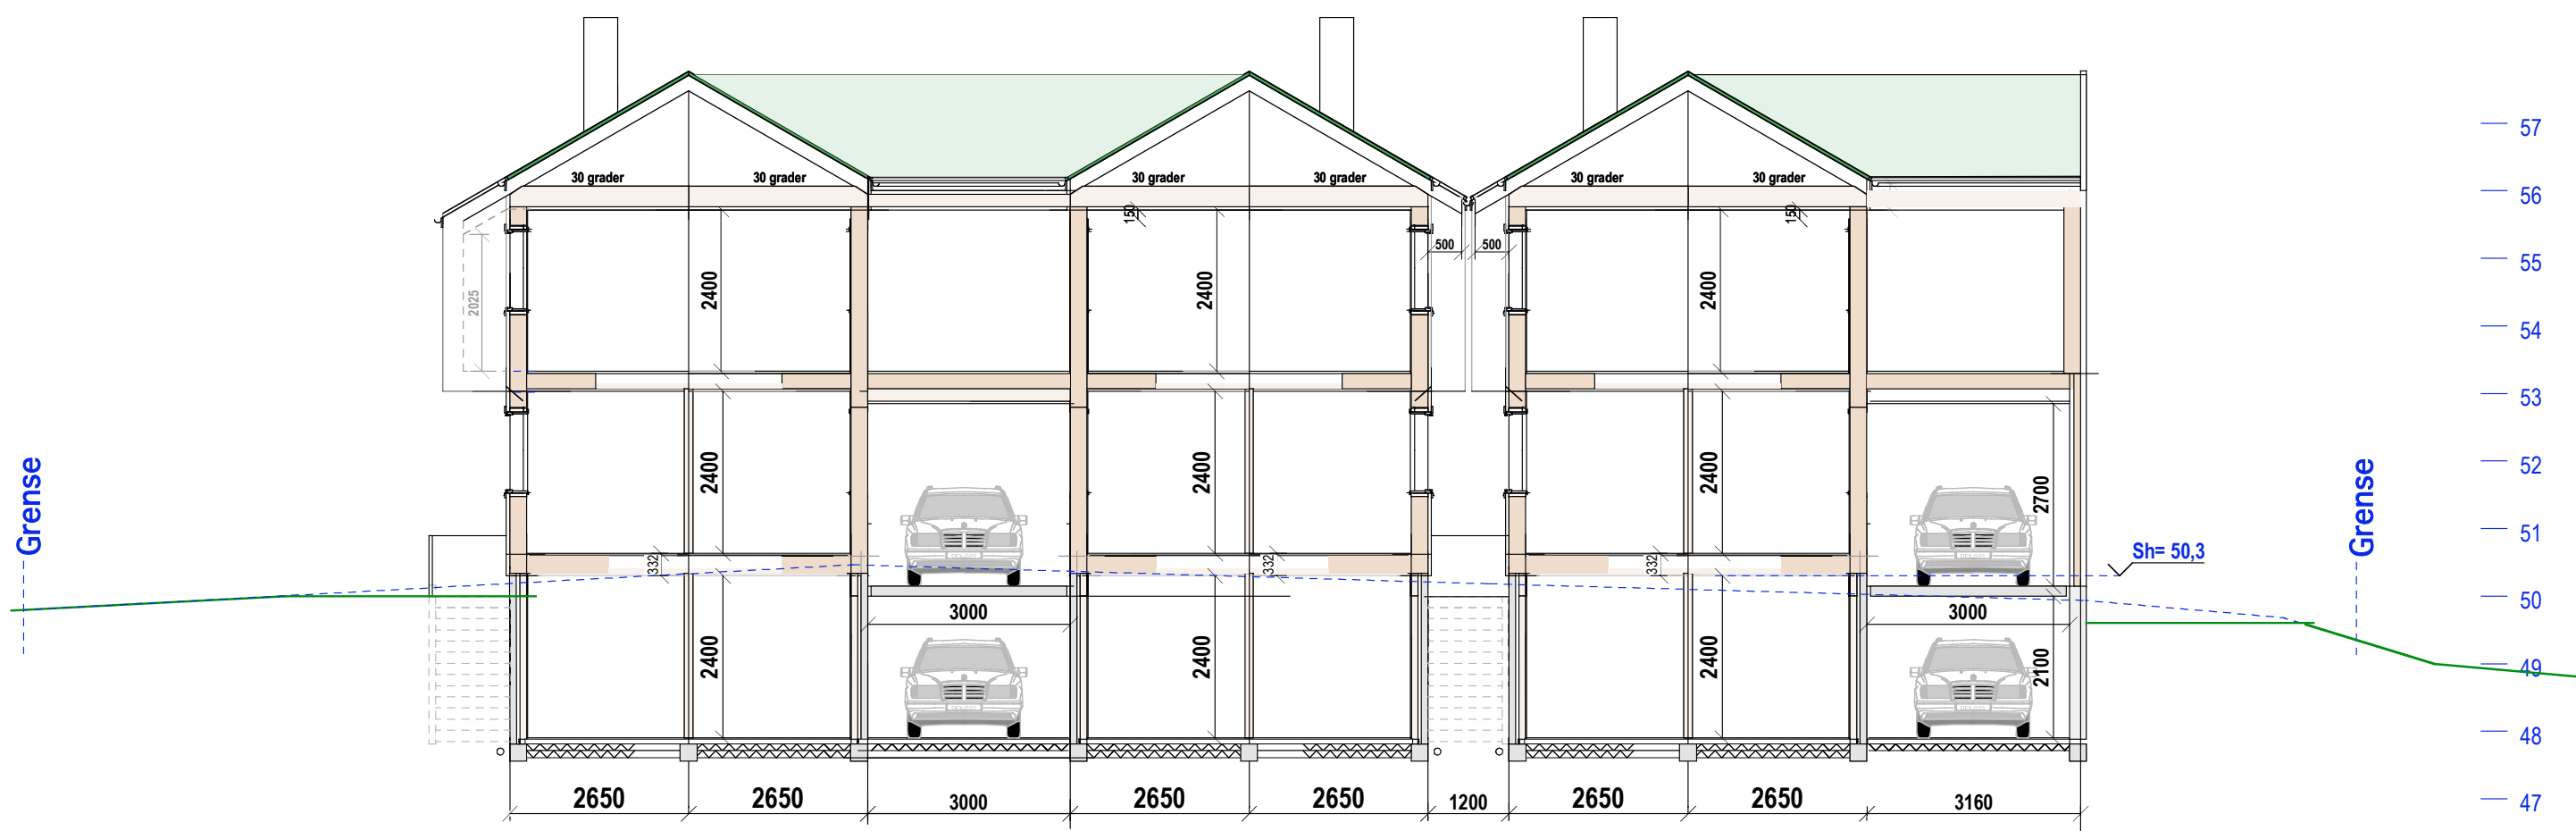 57
30 grader 30 grader 30 grader 30 grader 30 grader 30 grader
56
150 150
500 500
55
2025 2400 2400 2400
54
53
Grense Grense
52
2400 2400 2400 2700
51
332 332 332 Sh= 50,3
50
3000 3000
2400 2400 2400 2100 49
48
2650 2650 3000 2650 2650 1200 2650 2650 3160 47